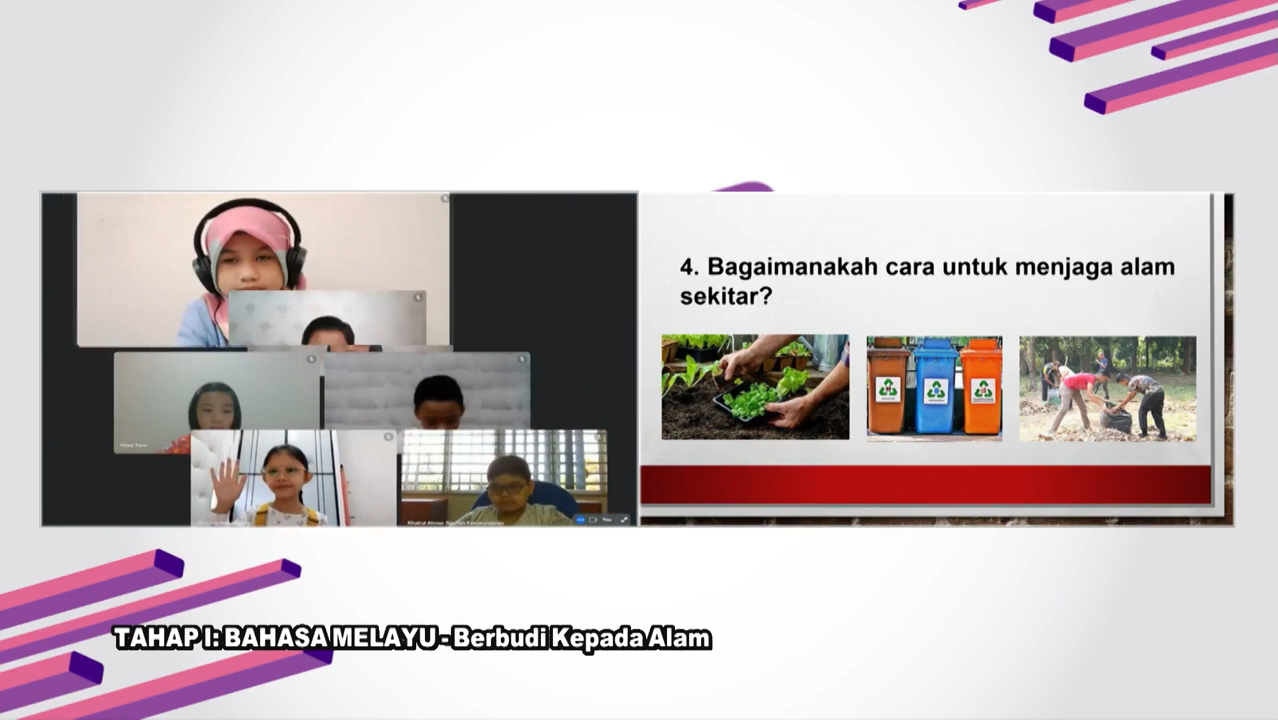 4. Bagaimanakah cara untuk menjaga alam
sekitar?
TAHAP I: BAHASA MELAYU - Berbudi Kepada Alam